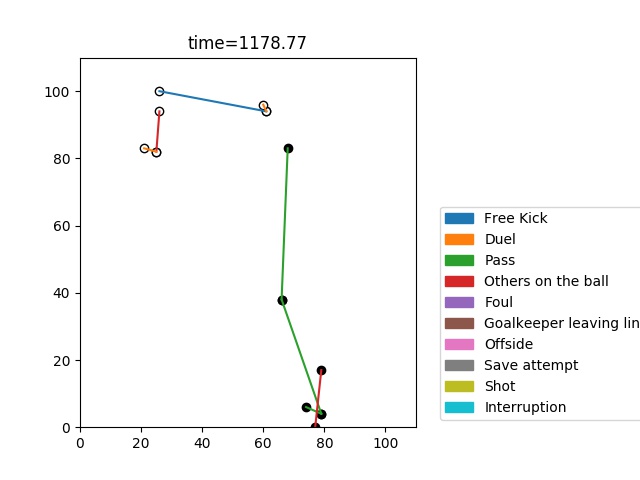 time=1178.77
100
80
60
40
20
0
0 20 40 60 80 100
Free Kick
Duel
Pass
Others on the ball
Foul
Goalkeeper leaving lin
Offside
Save attempt
Shot
Interruption